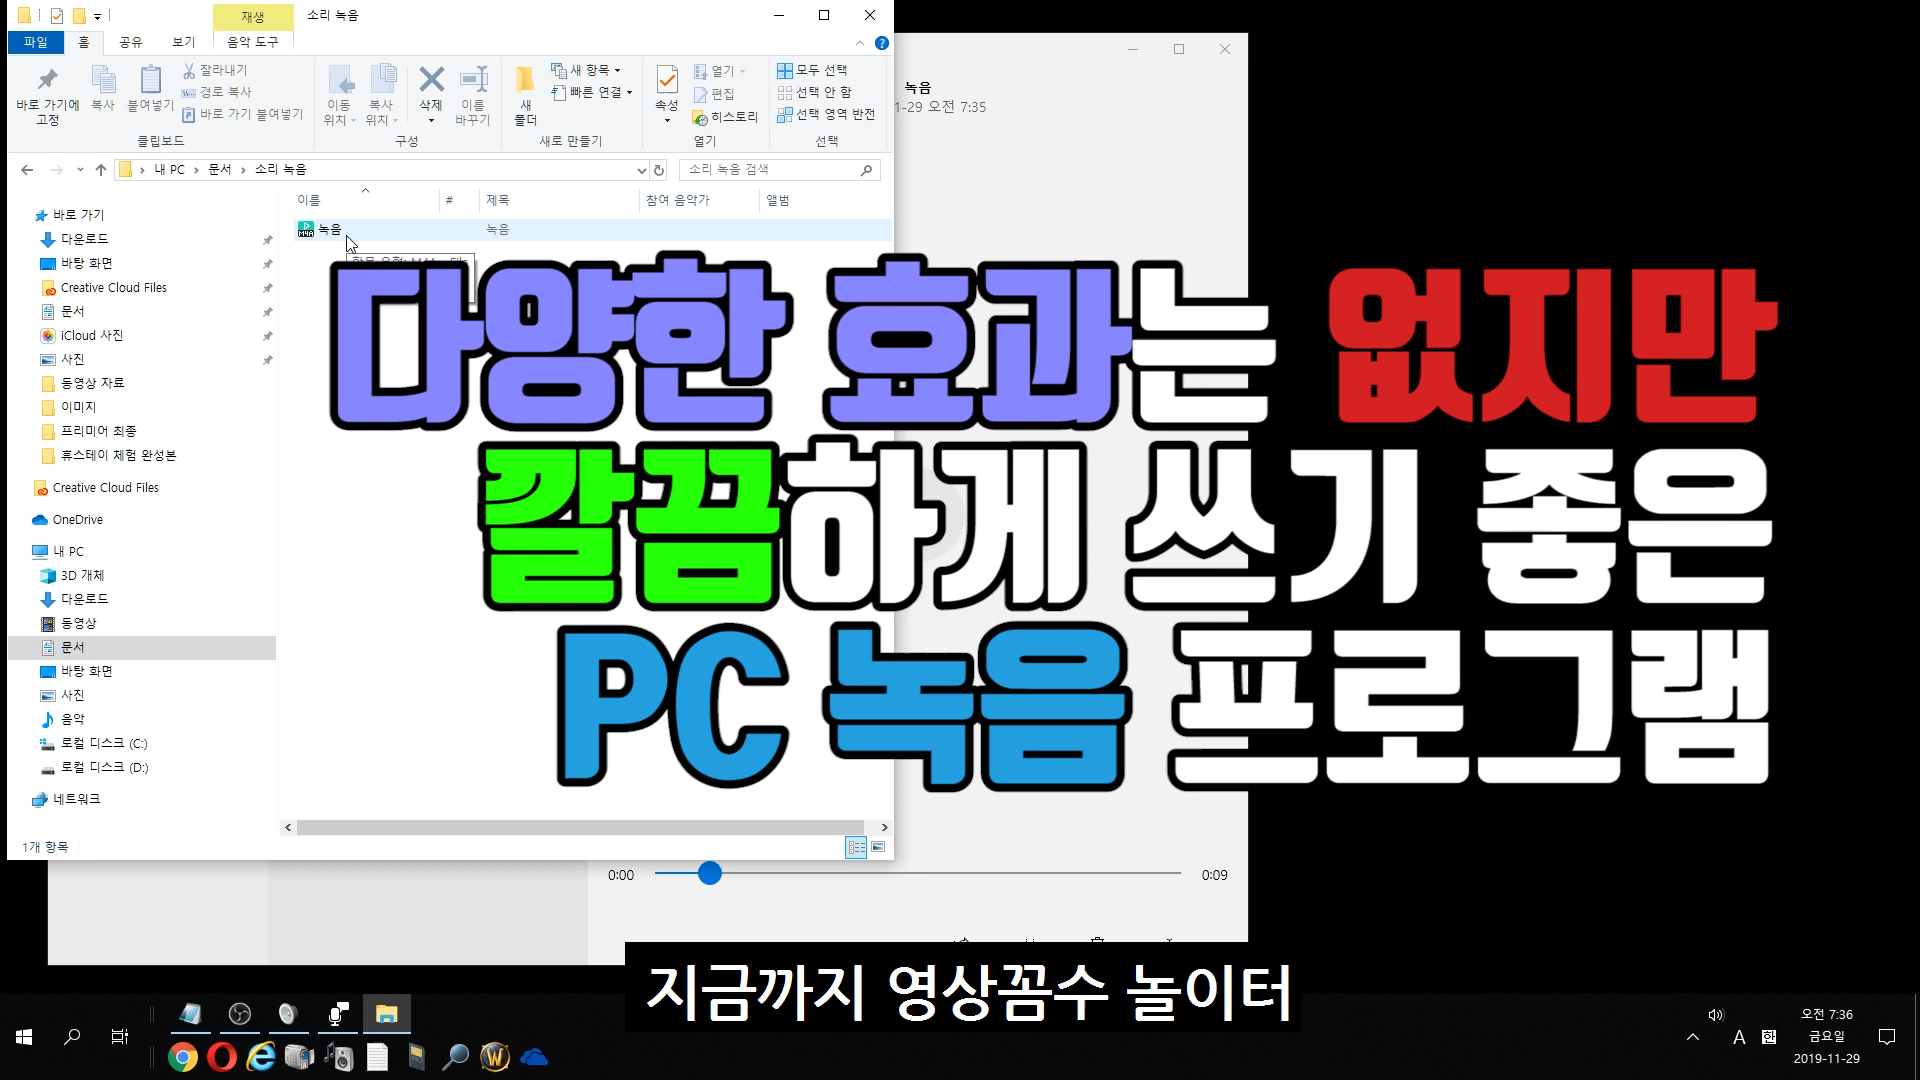 재생
소리 녹음
파일
홈
공유
보기
음악 도구
바로 가기에
고정
복사
붙여넣기
잘라내기
경로 복사
바로 가기 붙여넣기
클립보드
이동
위치
복사
위치
삭제
이름
바꾸기
구성
새
폴더
새 항목
빠른 연결
새로 만들기
속성
열기
편집
히스토리
열기
모두 선택
선택 안 함
선택 영역 반전
선택
녹음
1-29 오전 7:35
내 PC › 문서 › 소리 녹음
소리 녹음 검색
이름
#
제목
참여 음악가
앨범
녹음
녹음
바로 가기
다운로드
바탕 화면
Creative Cloud Files
문서
iCloud 사진
사진
동영상 자료
이미지
프리미어 최종
휴스테이 체험 완성본
Creative Cloud Files
OneDrive
내 PC
3D 개체
다운로드
동영상
문서
바탕 화면
사진
음악
로컬 디스크 (C:)
로컬 디스크 (D:)
네트워크
1개 항목
다양한 효과는 없지만
깔끔하게 쓰기 좋은
PC 녹음 프로그램
0:00
0:09
지금까지 영상꼼수 놀이터
A
한
오전 7:36
금요일
2019-11-29